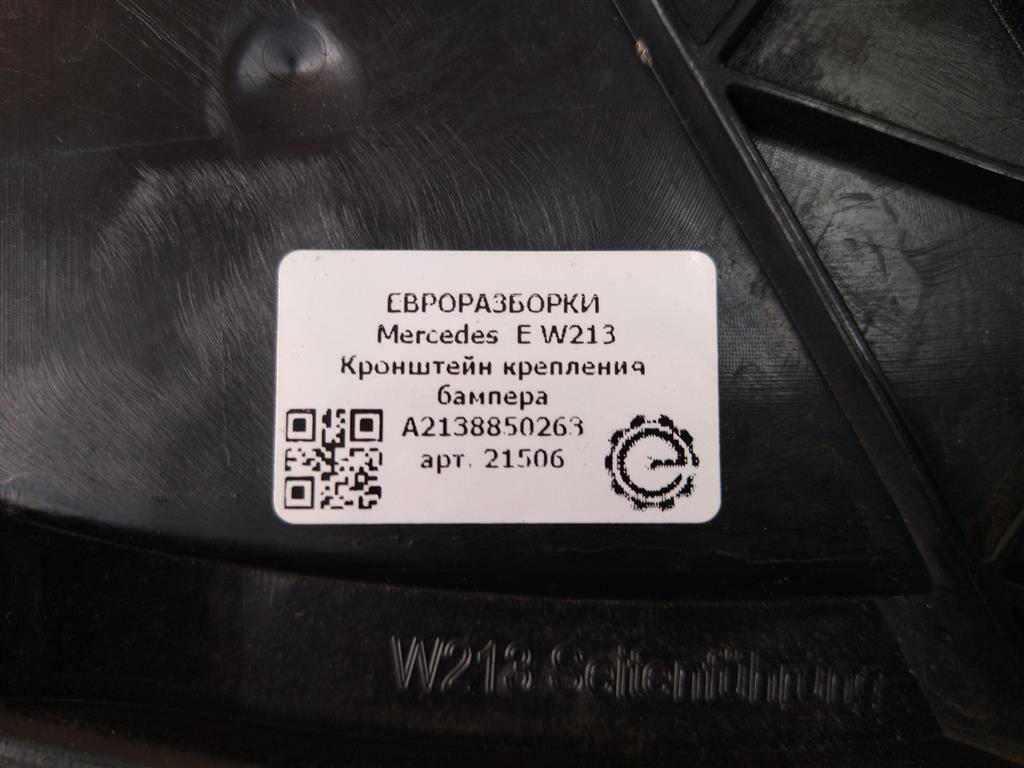 ЕВРОРАЗБОРКИ
Mercedes E W213
Кронштейн крепления
бампера
A2138850263
арт. 21506
W213 Seitenführung